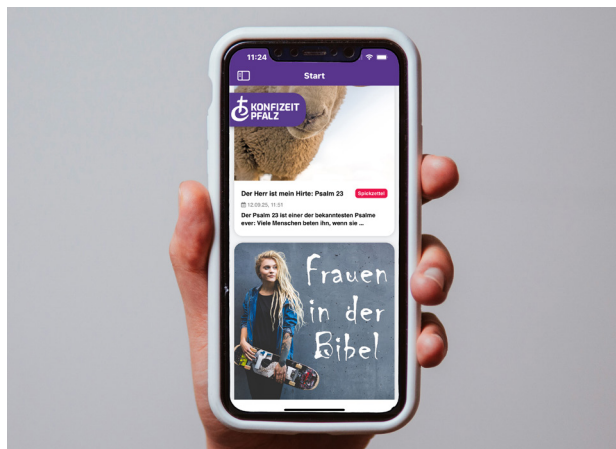 11:24
Start
KONFIZEIT
PFALZ
Der Herr ist mein Hirte: Psalm 23
Spickzettel
12.09.25, 11:51
Der Psalm 23 ist einer der bekanntesten Psalme
ever: Viele Menschen beten ihn, wenn sie ...
Frauen
in der
Bibel